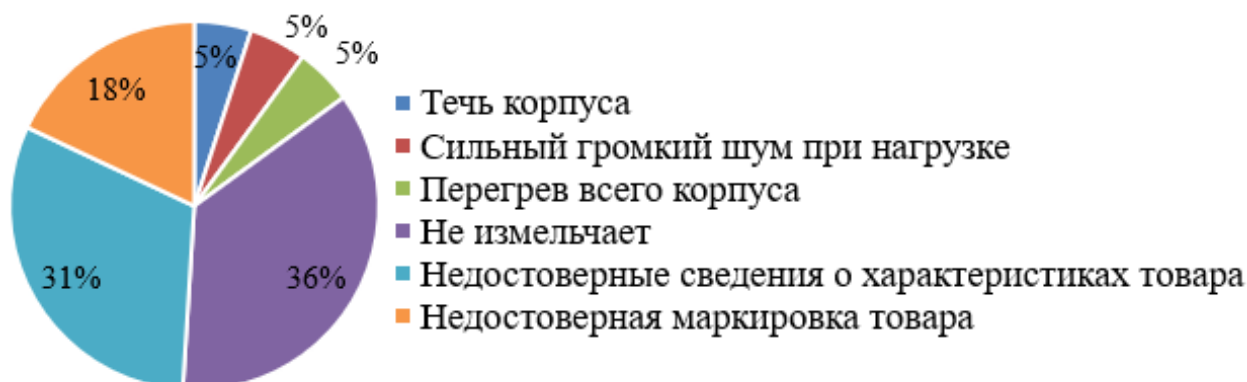 5%
5%
5%
18%
31%
36%
Течь корпуса
Сильный громкий шум при нагрузке
Перегрев всего корпуса
Не измельчает
Недостоверные сведения о характеристиках товара
Недостоверная маркировка товара